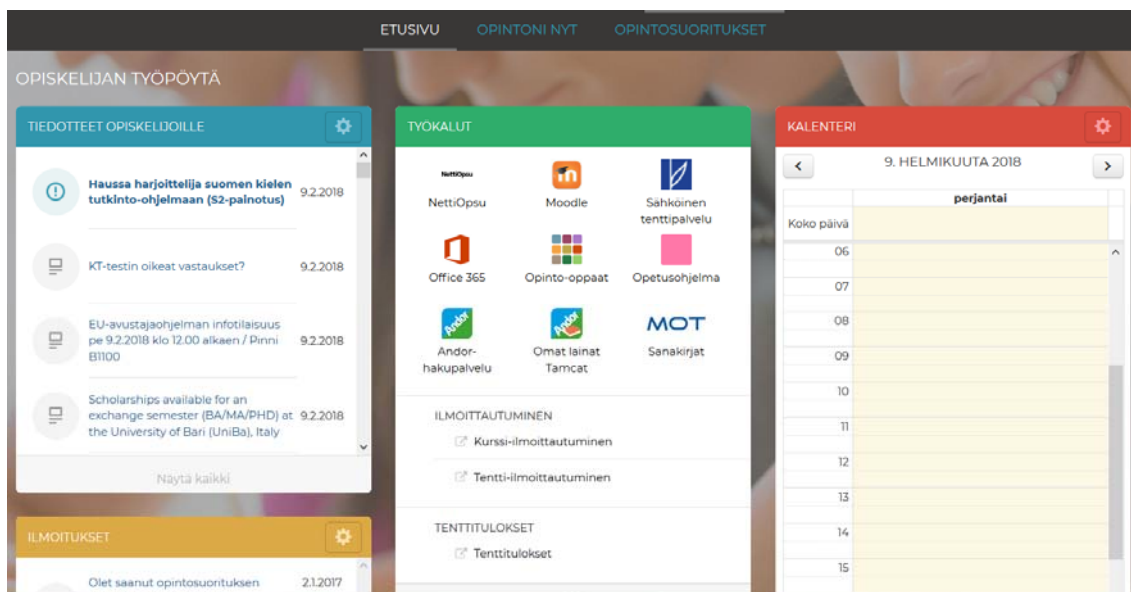 ETUSIVU OPINTONI NYT OPINTOSUORITUKSET
OPISKELIJAN TYÖPÖYTÄ
TIEDOTTEET OPISKELIJOILLE
Haussa harjoittelija suomen kielen
tutkinto-ohjelmaan (S2-painotus)
9.2.2018
KT-testin oikeat vastaukset? 9.2.2018
EU-avustajaohjelman infotilaisuus
pe 9.2.2018 klo 12.00 alkaen / Pinni
B1100
9.2.2018
Scholarships available for an
exchange semester (BA/MA/PHD) at
the University of Bari (UniBa), Italy
9.2.2018
Näytä kaikki
ILMOITUKSET
Olet saanut opintosuorituksen 2.1.2017
TYÖKALUT
NettiOpsu
NettiOpsu
Moodle
Sähköinen
tenttipalvelu
Office 365
Opinto-oppaat
Opetusohjelma
Andor
Andor-
hakupalvelu
Andor
Omat lainat
Tamcat
MOT
Sanakirjat
ILMOITTAUTUMINEN
Kurssi-ilmoittautuminen
Tentti-ilmoittautuminen
TENTTITULOKSET
Tenttitulokset
KALENTERI
9. HELMIKUUTA 2018
perjantai
Koko päivä
06
07
08
09
10
11
12
13
14
15